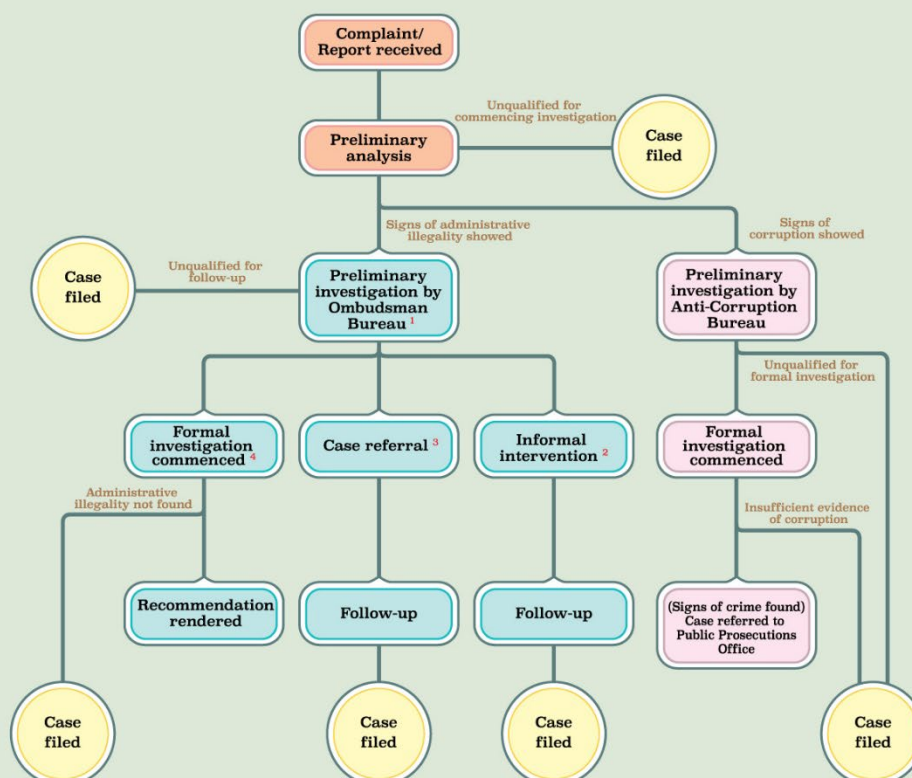 Complaint/
Report received
Unqualified for
commencing investigation
Case
filed
Preliminary
analysis
Signs of administrative
illegality showed
Signs of
corruption showed
Case
filed
Unqualified for
follow-up
Preliminary
investigation by
Ombudsman
Bureau 1
Preliminary
investigation by
Anti-Corruption
Bureau
Unqualified for
formal investigation
Formal
investigation
commenced 4
Case referral 3
Informal
intervention 2
Formal
investigation
commenced
Administrative
illegality not found
Insufficient evidence
of corruption
Recommendation
rendered
Follow-up
Follow-up
(Signs of crime found)
Case referred to
Public Prosecutions
Office
Case
filed
Case
filed
Case
filed
Case
filed